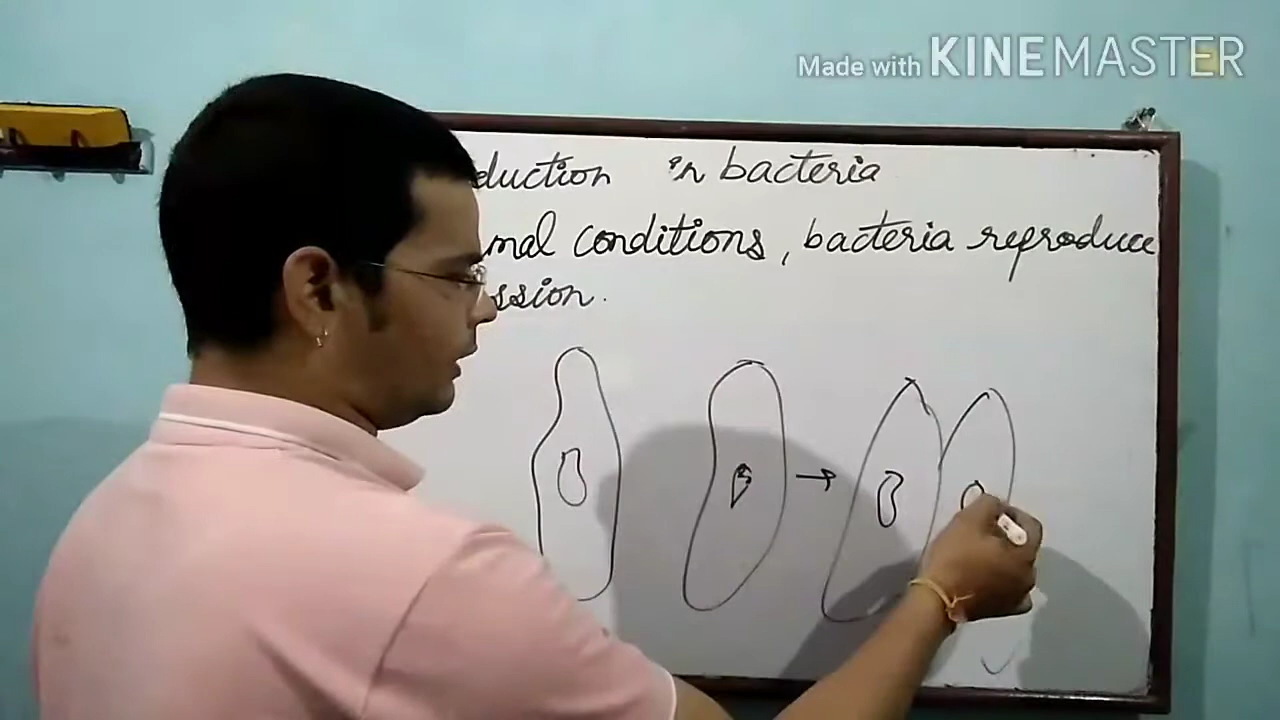 Made with KINEMASTER
duction in bacteria
mal conditions, bacteria reproduce
ssion.